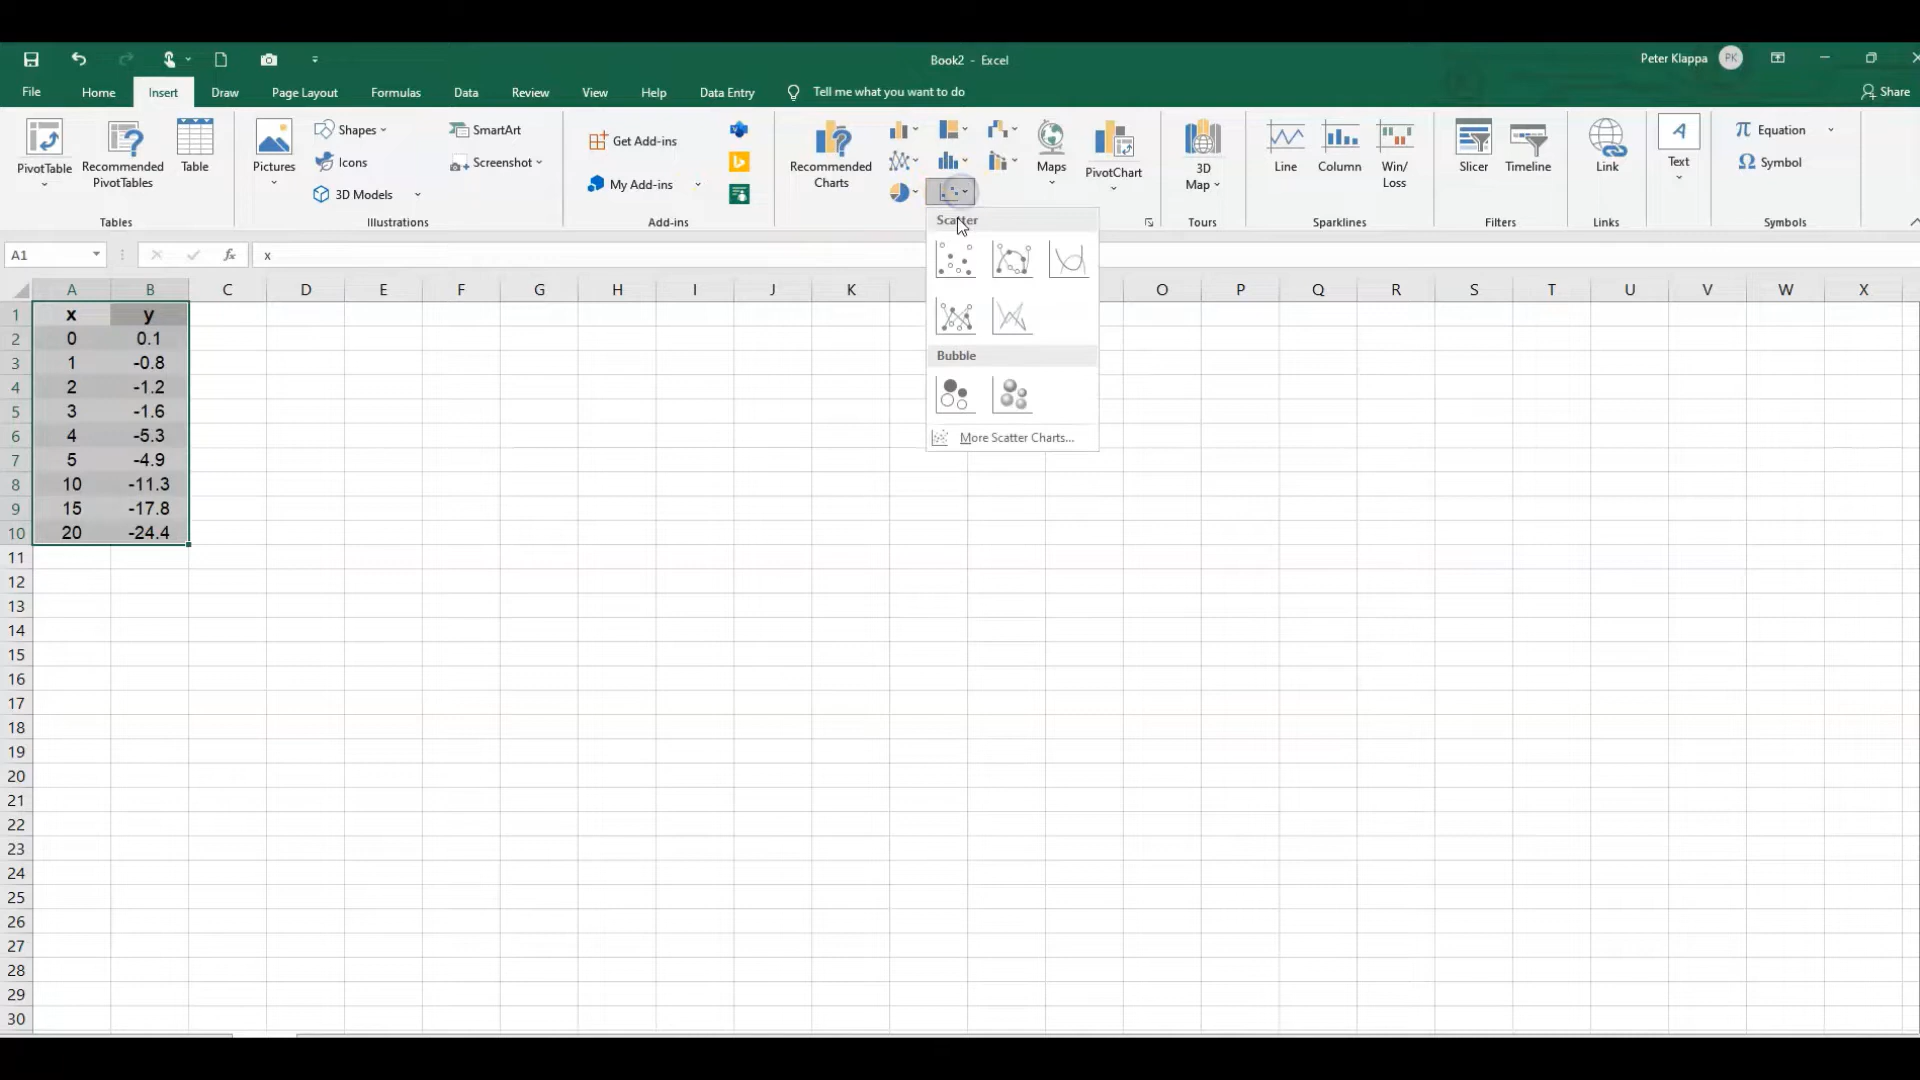 Book2 - Excel
Peter Klappa
PK
File Home Insert Draw Page Layout Formulas Data Review View Help Data Entry Tell me what you want to do
Share
PivotTable
Recommended PivotTables
Table
Tables
Pictures
Shapes
Icons
3D Models
SmartArt
Screenshot
Illustrations
Get Add-ins
My Add-ins
Add-ins
Recommended Charts
Maps
PivotChart
3D Map
Tours
Line
Column
Win/Loss
Sparklines
Slicer
Timeline
Filters
Link
Links
Text
Equation
Symbol
Symbols
A1
fx
x
Scatter
Bubble
More Scatter Charts...
A B C D E F G H I J K O P Q R S T U V W X
1 x y
2 0 0.1
3 1 -0.8
4 2 -1.2
5 3 -1.6
6 4 -5.3
7 5 -4.9
8 10 -11.3
9 15 -17.8
10 20 -24.4
11
12
13
14
15
16
17
18
19
20
21
22
23
24
25
26
27
28
29
30